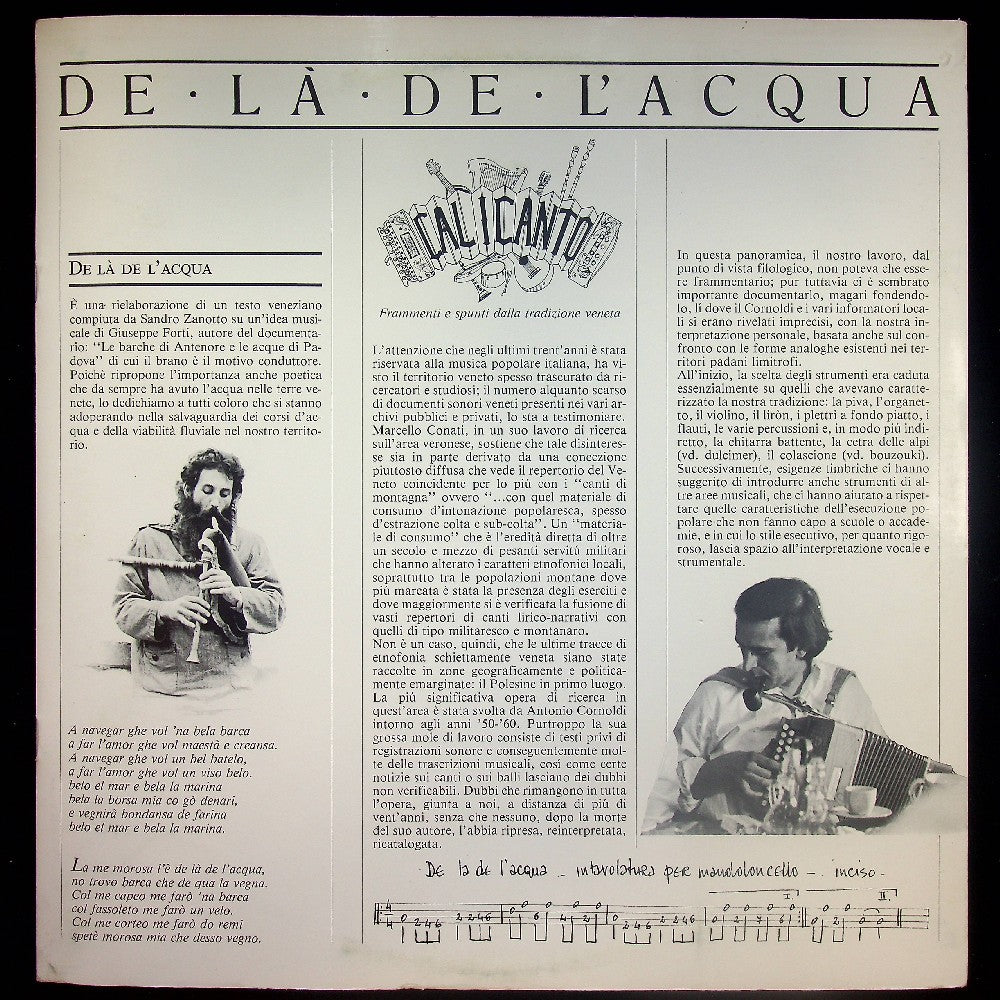 DE · LÀ · DE · L'ACQUA
DE LÀ DE L'ACQUA
È una rielaborazione di un testo veneziano
compiuta da Sandro Zanotto su un'idea musi-
cale di Giuseppe Forti, autore del documenta-
rio: "Le barche di Antenore e le acque di Pa-
dova" di cui il brano è il motivo conduttore.
Poichè ripropone l'importanza anche poetica
che da sempre ha avuto l'acqua nelle terre ve-
nete, lo dedichiamo a tutti coloro che si stanno
adoperando nella salvaguardia dei corsi d'ac-
qua e della viabilità fluviale nel nostro territo-
rio.
A navegar ghe vol 'na bela barca
a far l'amor ghe vol maestà e creansa.
A navegar ghe vol un bel batelo,
a far l'amor ghe vol un viso belo.
belo el mar e bela la marina
bela la borsa mia co gò denari,
e vegnirà bondansa de farina
belo el mar e bela la marina.
La me morosa l'è de là de l'acqua,
no trovo barca che de qua la vegna.
Col me capeo me farò 'na barca
col fassoleto me farò un velo.
Col me corteo me farò do remi
spetè morosa mia che desso vegno.
CALICANTO
Frammenti e spunti dalla tradizione veneta
L'attenzione che negli ultimi trent'anni è stata
riservata alla musica popolare italiana, ha vi-
sto il territorio veneto spesso trascurato da ri-
cercatori e studiosi; il numero alquanto scarso
di documenti sonori veneti presenti nei vari ar-
chivi pubblici e privati, lo sta a testimoniare.
Marcello Conati, in un suo lavoro di ricerca
sull'area veronese, sostiene che tale disinteres-
se sia in parte derivato da una concezione
piuttosto diffusa che vede il repertorio del Ve-
neto coincidente per lo più con i "canti di
montagna" ovvero "...con quel materiale di
consumo d'intonazione popolaresca, spesso
d'estrazione colta e sub-colta". Un "materia-
le di consumo" che è l'eredità diretta di oltre
un secolo e mezzo di pesanti servitù militari
che hanno alterato i caratteri etnofonici locali,
soprattutto tra le popolazioni montane dove
più marcata è stata la presenza degli eserciti e
dove maggiormente si è verificata la fusione di
vasti repertori di canti lirico-narrativi con
quelli di tipo militaresco e montanaro.
Non è un caso, quindi, che le ultime tracce di
etnofonia schiettamente veneta siano state
raccolte in zone geograficamente e politica-
mente emarginate: il Polesine in primo luogo.
La più significativa opera di ricerca in
quest'area è stata svolta da Antonio Cornoldi
intorno agli anni '50-'60. Purtroppo la sua
grossa mole di lavoro consiste di testi privi di
registrazioni sonore e conseguentemente mol-
te delle trascrizioni musicali, così come certe
notizie sui canti o sui balli lasciano dei dubbi
non verificabili. Dubbi che rimangono in tutta
l'opera, giunta a noi, a distanza di più di
vent'anni, senza che nessuno, dopo la morte
del suo autore, l'abbia ripresa, reinterpretata,
ricatalogata.
In questa panoramica, il nostro lavoro, dal
punto di vista filologico, non poteva che esse-
re frammentario; pur tuttavia ci è sembrato
importante documentarlo, magari fondendo-
lo, lì dove il Cornoldi e i vari informatori loca-
li si erano rivelati imprecisi, con la nostra in-
terpretazione personale, basata anche sul con-
fronto con le forme analoghe esistenti nei ter-
ritori padani limitrofi.
All'inizio, la scelta degli strumenti era caduta
essenzialmente su quelli che avevano caratte-
rizzato la nostra tradizione: la piva, l'organet-
to, il violino, il liròn, i plettri a fondo piatto, i
flauti, le varie percussioni e, in modo più indi-
retto, la chitarra battente, la cetra delle alpi
(vd. dulcimer), il colascione (vd. bouzouki).
Successivamente, esigenze timbriche ci hanno
suggerito di introdurre anche strumenti di al-
tre aree musicali, che ci hanno aiutato a rispet-
tare quelle caratteristiche dell'esecuzione po-
polare che non fanno capo a scuole o accade-
mie, e in cui lo stile esecutivo, per quanto rigo-
roso, lascia spazio all'interpretazione vocale e
strumentale.
De là de l'acqua - intavolatura per mandoloncello - inciso -
I. II.